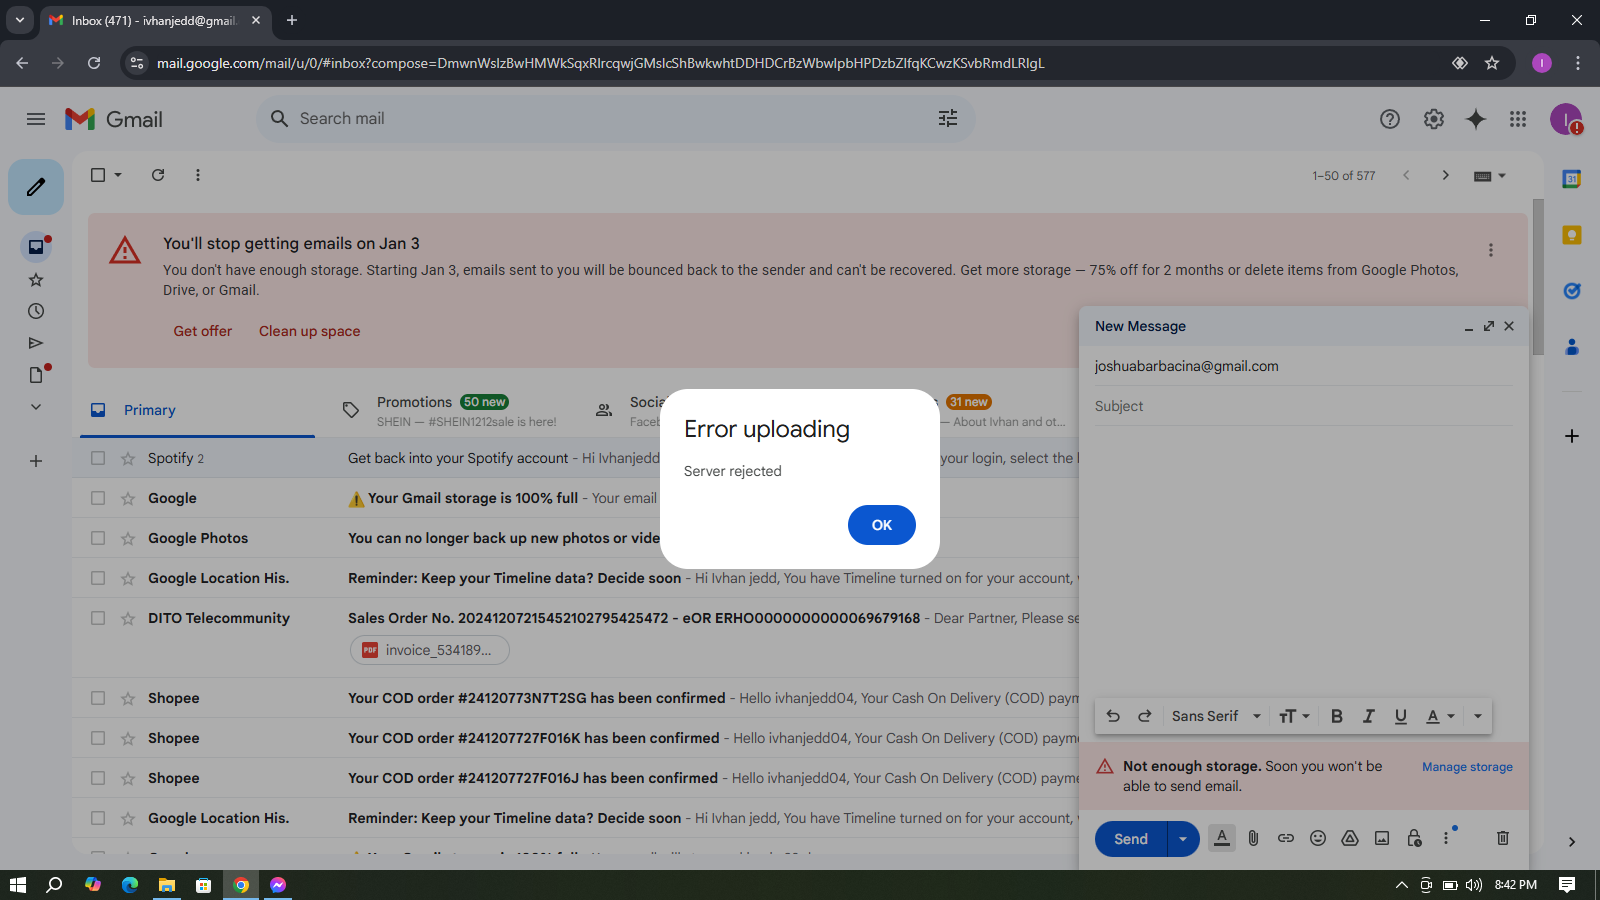 Inbox (471) - ivhanjedd@gmail.
mail.google.com/mail/u/0/#inbox?compose=DmwnWslzBwHMWkSqxRlrcqwjGMslcShBwkwhtDDHDCrBzWbwlpbHPDzbZlfqKCwzKSvbRmdLRlgL
I
Gmail
Search mail
I
1–50 of 577
You'll stop getting emails on Jan 3
You don't have enough storage. Starting Jan 3, emails sent to you will be bounced back to the sender and can't be recovered. Get more storage — 75% off for 2 months or delete items from Google Photos,
Drive, or Gmail.
Get offer Clean up space
Primary
Promotions 50 new
SHEIN — #SHEIN1212sale is here!
Socia
Faceb
31 new
— About Ivhan and ot...
Spotify 2 Get back into your Spotify account - Hi Ivhanjedd your login, select the
Google Your Gmail storage is 100% full - Your email
Google Photos You can no longer back up new photos or vide
Google Location His. Reminder: Keep your Timeline data? Decide soon - Hi Ivhan jedd, You have Timeline turned on for your account,
DITO Telecommunity Sales Order No. 20241207215452102795425472 - eOR ERHO0000000000069679168 - Dear Partner, Please se
PDF invoice_534189...
Shopee Your COD order #24120773N7T2SG has been confirmed - Hello ivhanjedd04, Your Cash On Delivery (COD) payme
Shopee Your COD order #241207727F016K has been confirmed - Hello ivhanjedd04, Your Cash On Delivery (COD) payme
Shopee Your COD order #241207727F016J has been confirmed - Hello ivhanjedd04, Your Cash On Delivery (COD) payme
Google Location His. Reminder: Keep your Timeline data? Decide soon - Hi Ivhan jedd, You have Timeline turned on for your account,
Error uploading
Server rejected
OK
New Message
joshuabarbacina@gmail.com
Subject
Sans Serif
B I U A
Not enough storage. Soon you won't be
able to send email.
Manage storage
Send
31
8:42 PM